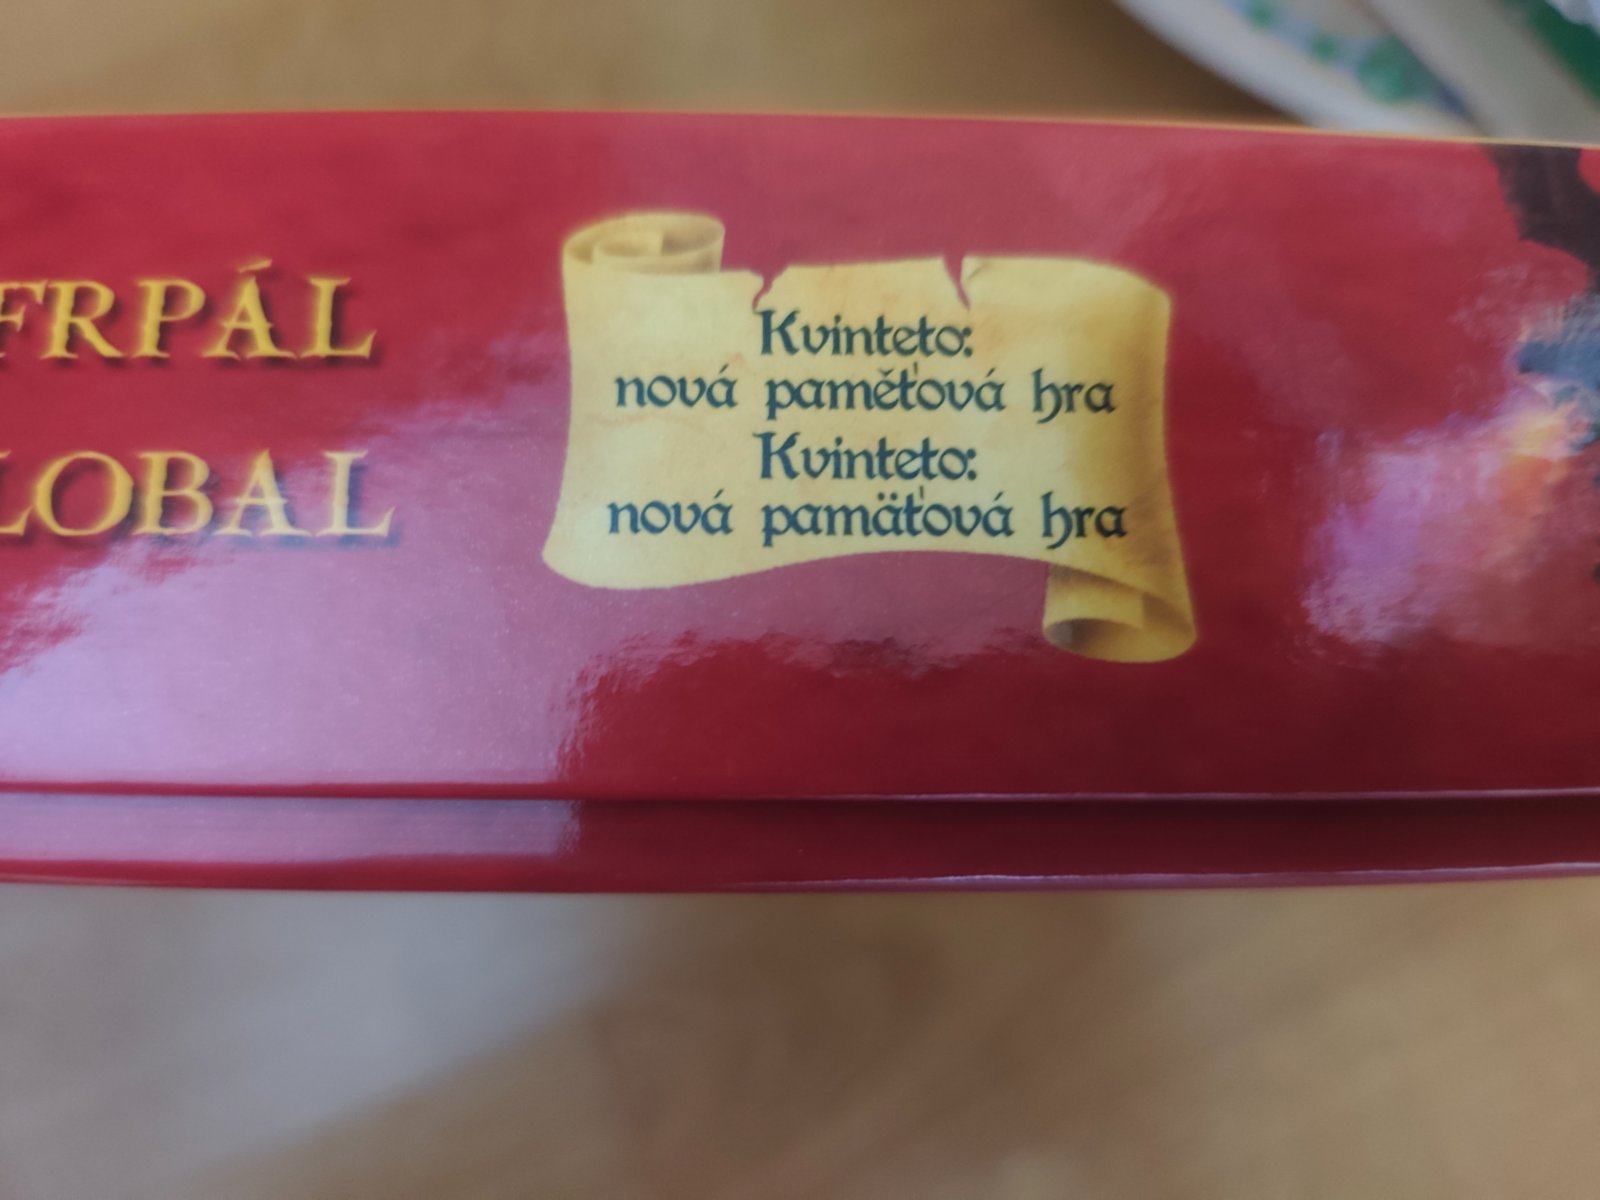 FRPÁL
LOBAL
Kvinteto:
nová paměťová hra
Kvinteto:
nová pamäťová hra